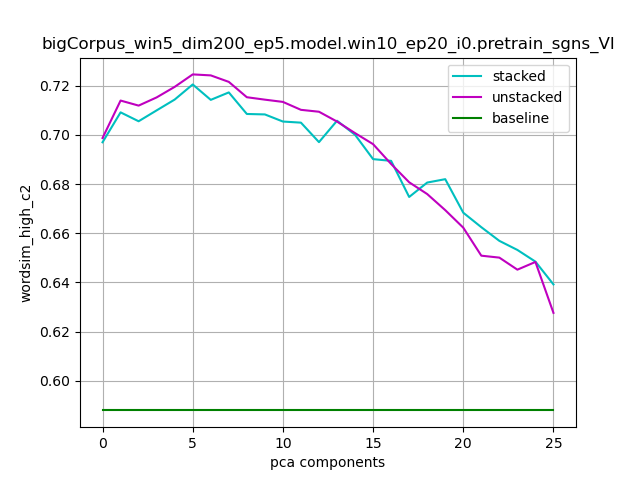 bigCorpus_win5_dim200_ep5.model.win10_ep20_i0.pretrain_sgns_VI
stacked
unstacked
baseline
0.72
0.70
0.68
0.66
0.64
0.62
0.60
wordsim_high_c2
0 5 10 15 20 25
pca components